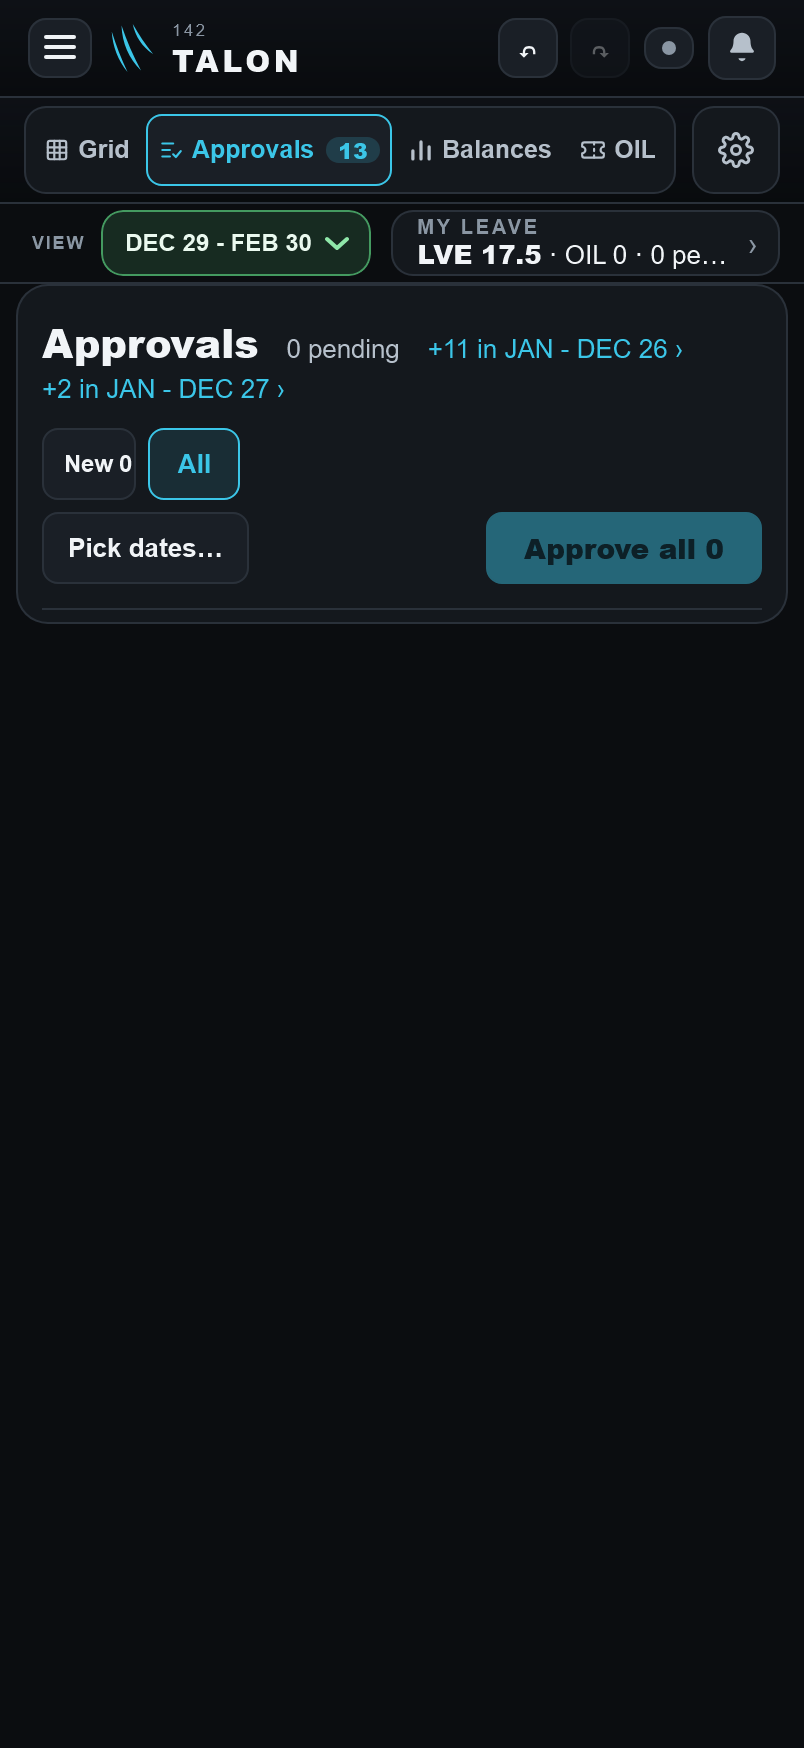 142
TALON
Grid
Approvals 13
Balances
OIL
VIEW
DEC 29 - FEB 30
MY LEAVE
LVE 17.5 · OIL 0 · 0 pe… ›
Approvals 0 pending +11 in JAN - DEC 26 ›
+2 in JAN - DEC 27 ›
New 0
All
Pick dates…
Approve all 0